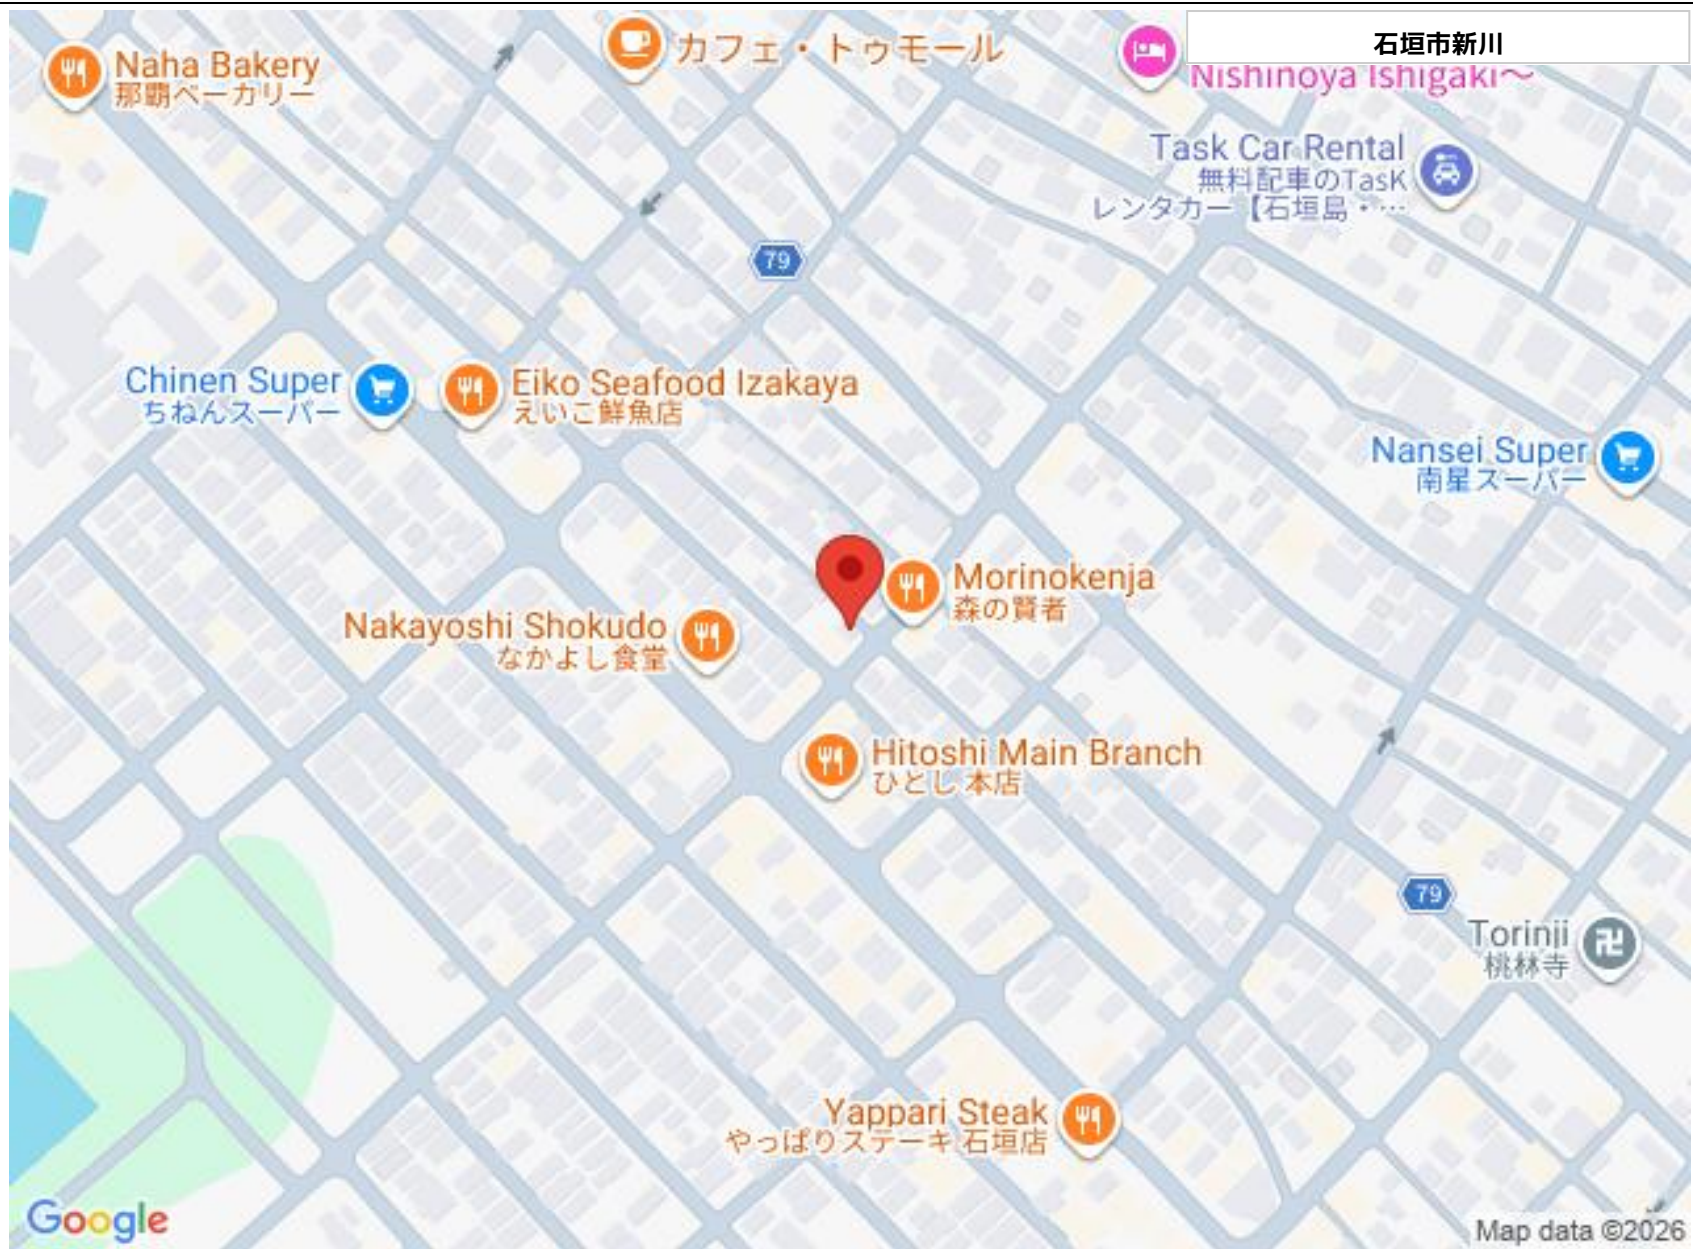 石垣市新川
Naha Bakery
那覇ベーカリー
カフェ・トゥモール
Nishinoya Ishigaki～
Task Car Rental
無料配車のTasK
レンタカー【石垣島・…
79
Chinen Super
ちねんスーパー
Eiko Seafood Izakaya
えいこ鮮魚店
Nansei Super
南星スーパー
Morinokenja
森の賢者
Nakayoshi Shokudo
なかよし食堂
Hitoshi Main Branch
ひとし 本店
79
Torinji
桃林寺
卍
Yappari Steak
やっぱりステーキ 石垣店
Google
Map data ©2026